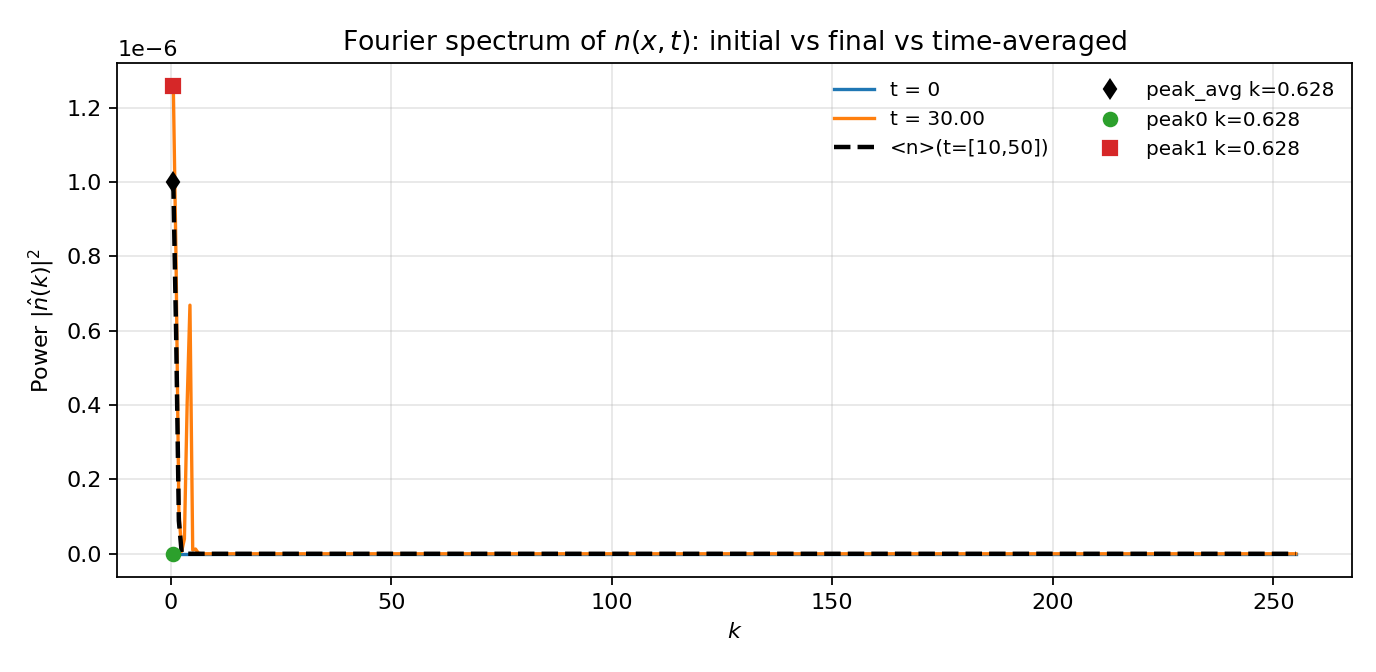 Fourier spectrum of n(x, t): initial vs final vs time-averaged
1e−6
Power |n̂(k)|²
1.2
1.0
0.8
0.6
0.4
0.2
0.0
0
50
100
150
200
250
k
t = 0
t = 30.00
<n>(t=[10,50])
peak_avg k=0.628
peak0 k=0.628
peak1 k=0.628